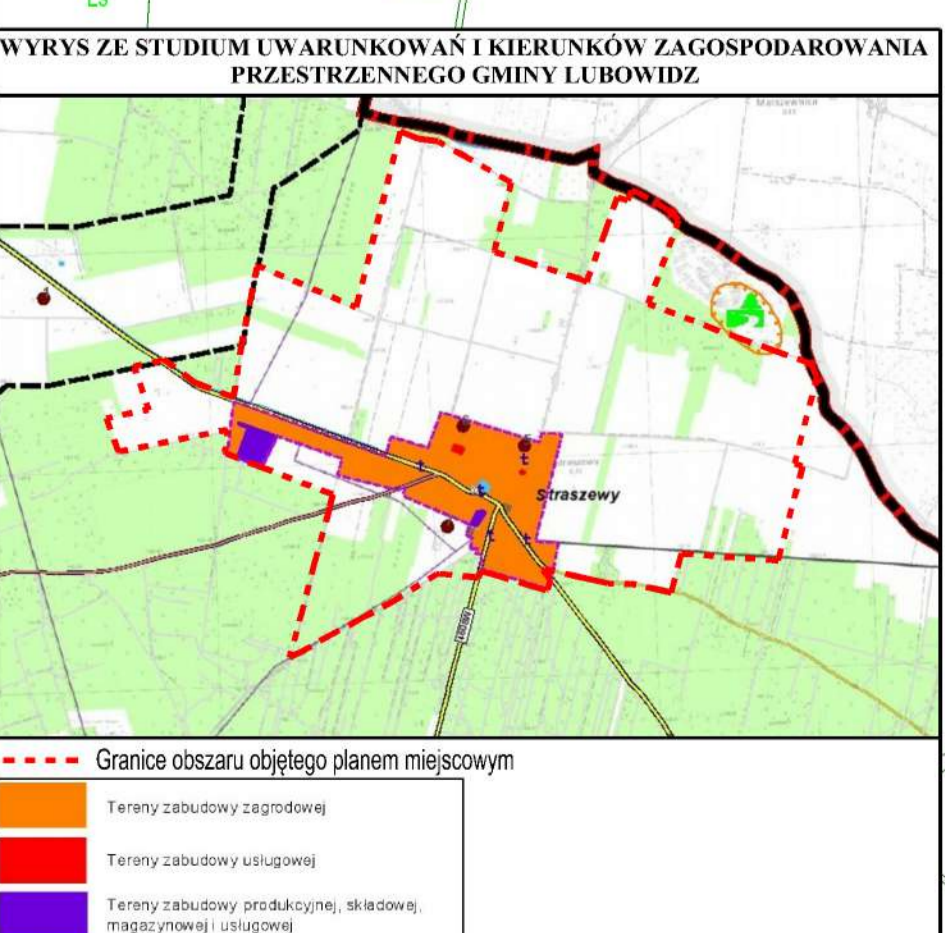 Ls
WYRYS ZE STUDIUM UWARUNKOWAŃ I KIERUNKÓW ZAGOSPODAROWANIA
PRZESTRZENNEGO GMINY LUBOWIDZ
Straszewy
Granice obszaru objętego planem miejscowym
Tereny zabudowy zagrodowej
Tereny zabudowy usługowej
Tereny zabudowy produkcyjnej, składowej,
magazynowej i usługowej